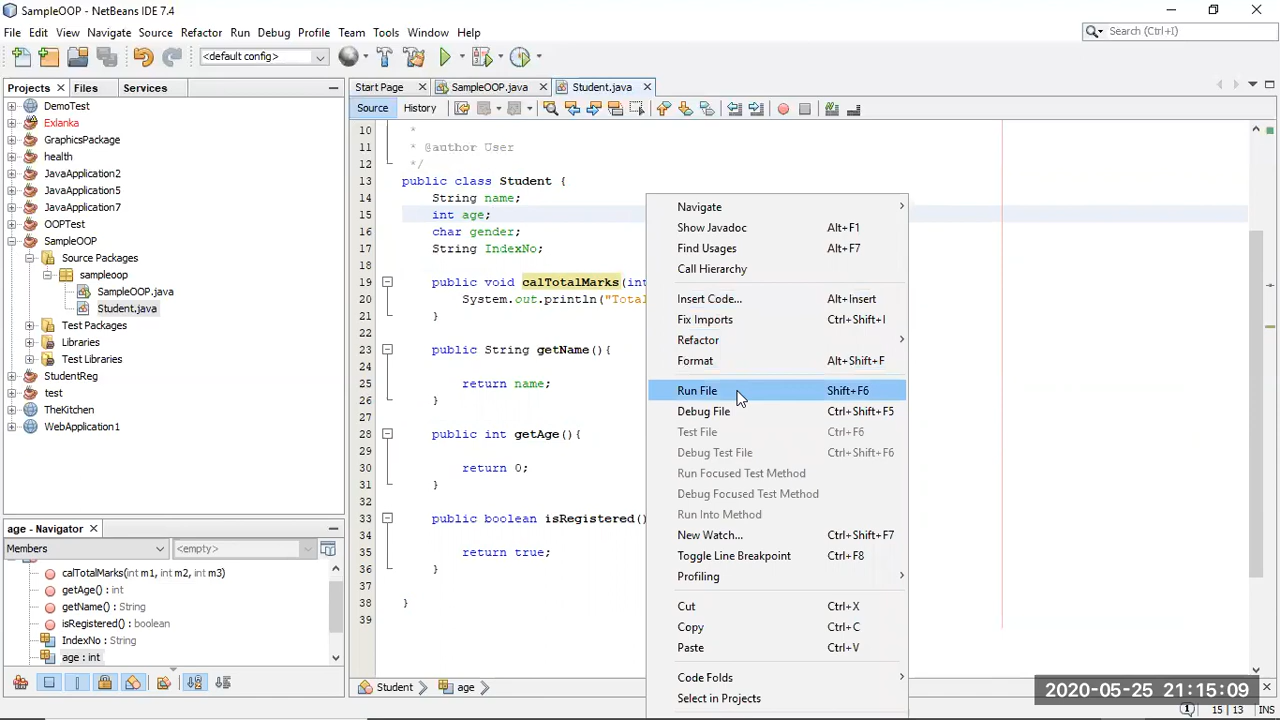 SampleOOP - NetBeans IDE 7.4
File Edit View Navigate Source Refactor Run Debug Profile Team Tools Window Help
Search (Ctrl+I)
<default config>
Projects Files Services
Start Page SampleOOP.java Student.java
Source History
DemoTest
Exlanka
GraphicsPackage
health
JavaApplication2
JavaApplication5
JavaApplication7
OOPTest
SampleOOP
Source Packages
sampleoop
SampleOOP.java
Student.java
Test Packages
Libraries
Test Libraries
StudentReg
test
TheKitchen
WebApplication1
age - Navigator
Members <empty>
calTotalMarks(int m1, int m2, int m3)
getAge() : int
getName() : String
isRegistered() : boolean
IndexNo : String
age : int
10 *
11 * @author User
12 */
13 public class Student {
14 String name;
15 int age;
16 char gender;
17 String IndexNo;
18
19 public void calTotalMarks(int
20 System.out.println("Total
21 }
22
23 public String getName(){
24
25 return name;
26 }
27
28 public int getAge(){
29
30 return 0;
31 }
32
33 public boolean isRegistered()
34
35 return true;
36 }
37
38 }
39
Navigate
Show Javadoc Alt+F1
Find Usages Alt+F7
Call Hierarchy
Insert Code... Alt+Insert
Fix Imports Ctrl+Shift+I
Refactor
Format Alt+Shift+F
Run File Shift+F6
Debug File Ctrl+Shift+F5
Test File Ctrl+F6
Debug Test File Ctrl+Shift+F6
Run Focused Test Method
Debug Focused Test Method
Run Into Method
New Watch... Ctrl+Shift+F7
Toggle Line Breakpoint Ctrl+F8
Profiling
Cut Ctrl+X
Copy Ctrl+C
Paste Ctrl+V
Code Folds
Select in Projects
Student age
2020-05-25 21:15:09
15 | 13 INS